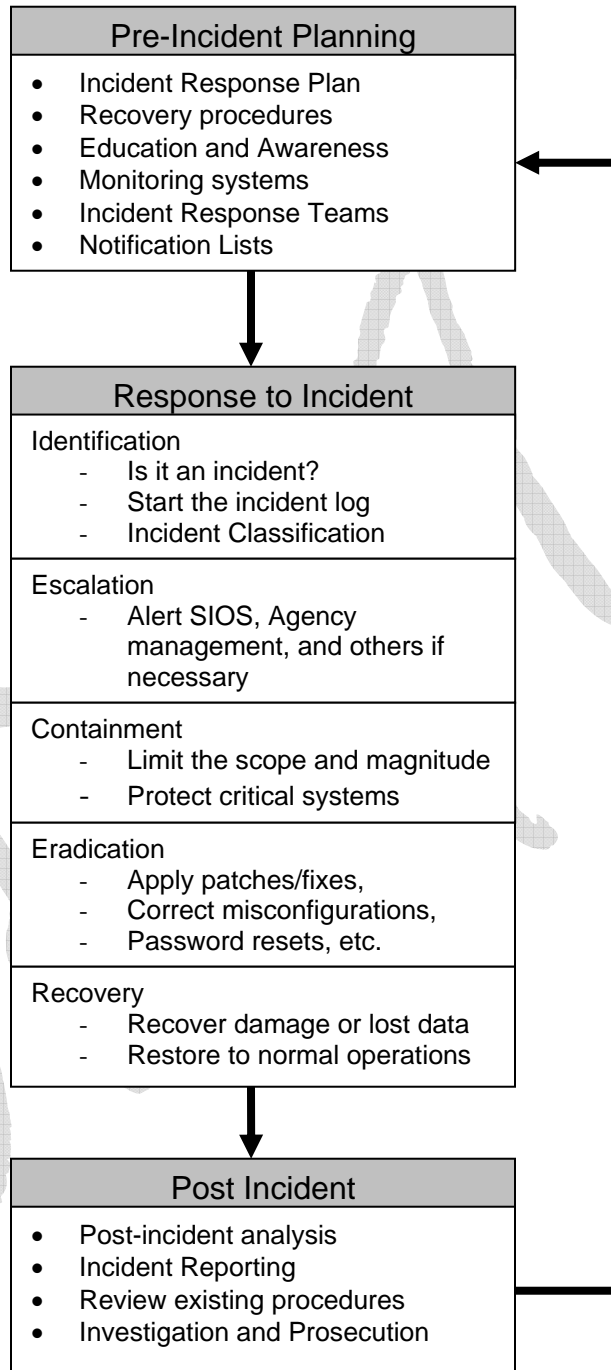 Pre-Incident Planning
• Incident Response Plan
• Recovery procedures
• Education and Awareness
• Monitoring systems
• Incident Response Teams
• Notification Lists
Response to Incident
Identification
- Is it an incident?
- Start the incident log
- Incident Classification
Escalation
- Alert SIOS, Agency
management, and others if
necessary
Containment
- Limit the scope and magnitude
- Protect critical systems
Eradication
- Apply patches/fixes,
- Correct misconfigurations,
- Password resets, etc.
Recovery
- Recover damage or lost data
- Restore to normal operations
Post Incident
• Post-incident analysis
• Incident Reporting
• Review existing procedures
• Investigation and Prosecution